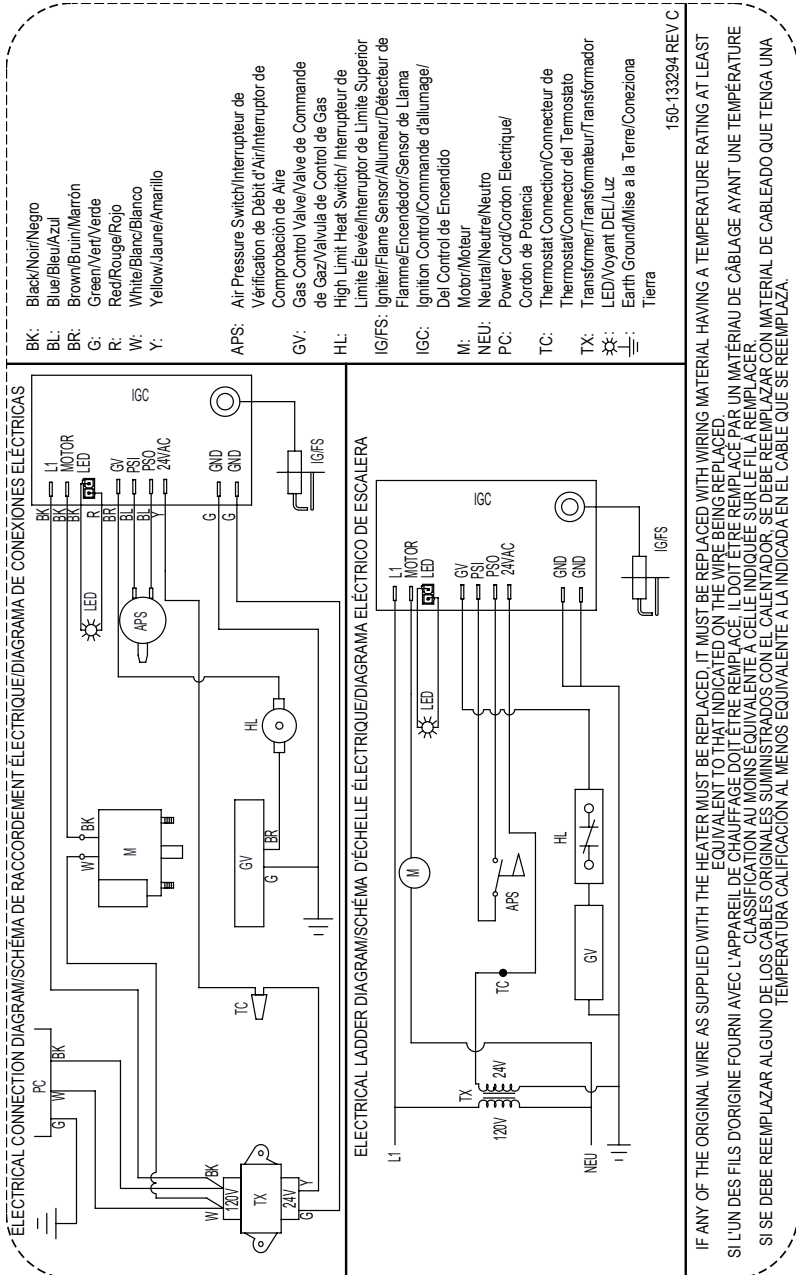 ELECTRICAL CONNECTION DIAGRAM/SCHÉMA DE RACCORDEMENT ÉLECTRIQUE/DIAGRAMA DE CONEXIONES ELÉCTRICAS
PC
G
W
BK
W
BK
120V
TX
24V
G
Y
W
BK
M
TC
GV
G
BR
HL
LED
APS
BK
BK
BK
R
BR
BL
BL
Y
G
G
L1
MOTOR
LED
GV
PSI
PSO
24VAC
GND
GND
IGC
IG/FS
ELECTRICAL LADDER DIAGRAM/SCHÉMA D'ÉCHELLE ÉLECTRIQUE/DIAGRAMA ELÉCTRICO DE ESCALERA
L1
NEU
120V
TX
24V
TC
M
APS
GV
HL
LED
L1
MOTOR
LED
GV
PSI
PSO
24VAC
GND
GND
IGC
IG/FS
BK: Black/Noir/Negro
BL: Blue/Bleu/Azul
BR: Brown/Bruin/Marrón
G: Green/Vert/Verde
R: Red/Rouge/Rojo
W: White/Blanc/Blanco
Y: Yellow/Jaune/Amarillo
APS: Air Pressure Switch/Interrupteur de
Vérification de Débit d'Air/Interruptor de
Comprobación de Aire
GV: Gas Control Valve/Valve de Commande
de Gaz/Valvula de Control de Gas
HL: High Limit Heat Switch/ Interrupteur de
Limite Élevée/Interruptor de Limite Superior
IG/FS: Igniter/Flame Sensor/Allumeur/Détecteur de
Flamme/Encendedor/Sensor de Llama
IGC: Ignition Control/Commande d'allumage/
Del Control de Encendido
M: Motor/Moteur
NEU: Neutral/Neutre/Neutro
PC: Power Cord/Cordon Electrique/
Cordon de Potencia
TC: Thermostat Connection/Connecteur de
Thermostat/Connector del Termostato
TX: Transformer/Transformateur/Transformador
: LED/Voyant DEL/Luz
: Earth Ground/Mise a la Terre/Coneziona
Tierra
150-133294 REV C
IF ANY OF THE ORIGINAL WIRE AS SUPPLIED WITH THE HEATER MUST BE REPLACED, IT MUST BE REPLACED WITH WIRING MATERIAL HAVING A TEMPERATURE RATING AT LEAST
EQUIVALENT TO THAT INDICATED ON THE WIRE BEING REPLACED.
SI L'UN DES FILS D'ORIGINE FOURNI AVEC L'APPAREIL DE CHAUFFAGE DOIT ÊTRE REMPLACÉ, IL DOIT ÊTRE REMPLACÉ PAR UN MATÉRIAU DE CÂBLAGE AYANT UNE TEMPÉRATURE
CLASSIFICATION AU MOINS ÉQUIVALENTE À CELLE INDIQUÉE SUR LE FIL À REMPLACER.
SI SE DEBE REEMPLAZAR ALGUNO DE LOS CABLES ORIGINALES SUMINISTRADOS CON EL CALENTADOR, SE DEBE REEMPLAZAR CON MATERIAL DE CABLEADO QUE TENGA UNA
TEMPERATURA CALIFICACIÓN AL MENOS EQUIVALENTE A LA INDICADA EN EL CABLE QUE SE REEMPLAZA.